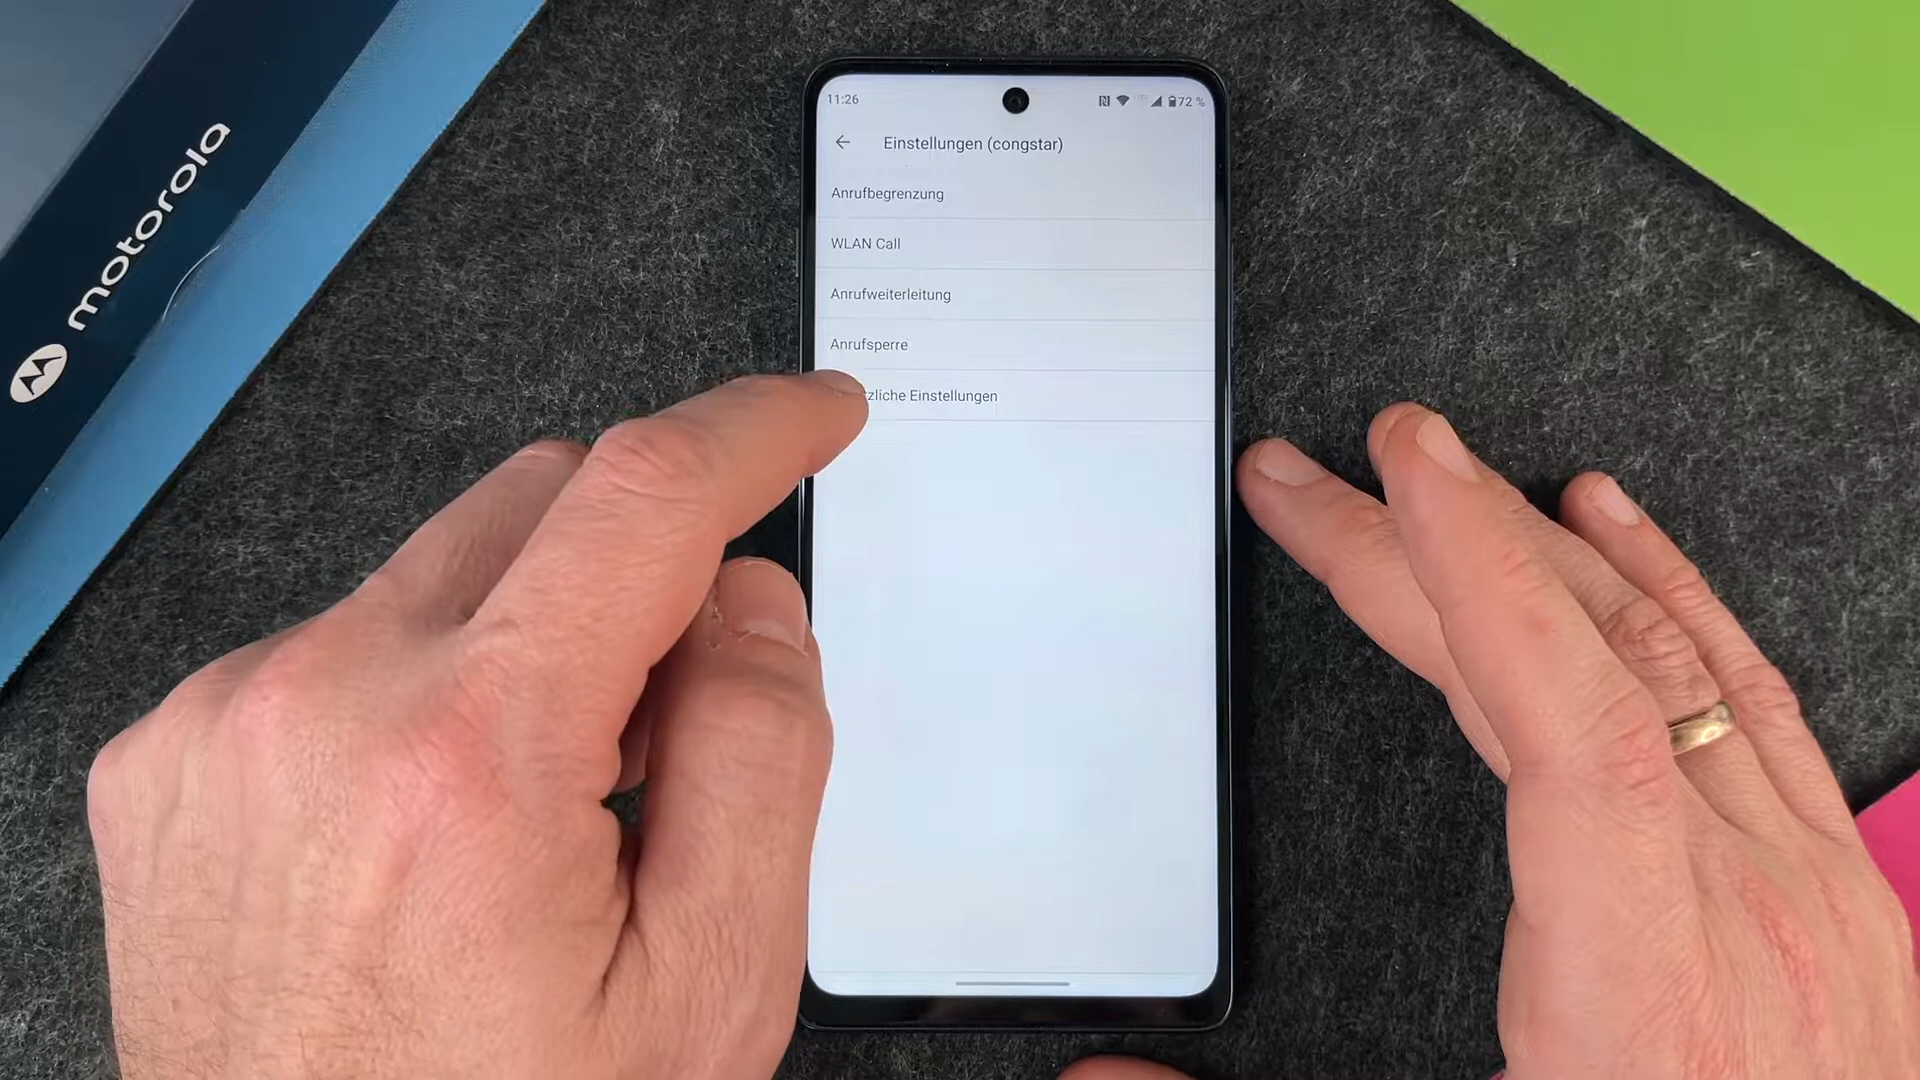 motorola
11:26
72 %
Einstellungen (congstar)
Anrufbegrenzung
WLAN Call
Anrufweiterleitung
Anrufsperre
zliche Einstellungen